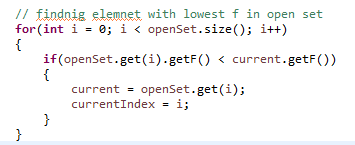 // findnig elemnet with lowest f in open set
for(int i = 0; i < openSet.size(); i++)
{
    if(openSet.get(i).getF() < current.getF())
    {
        current = openSet.get(i);
        currentIndex = i;
    }
}